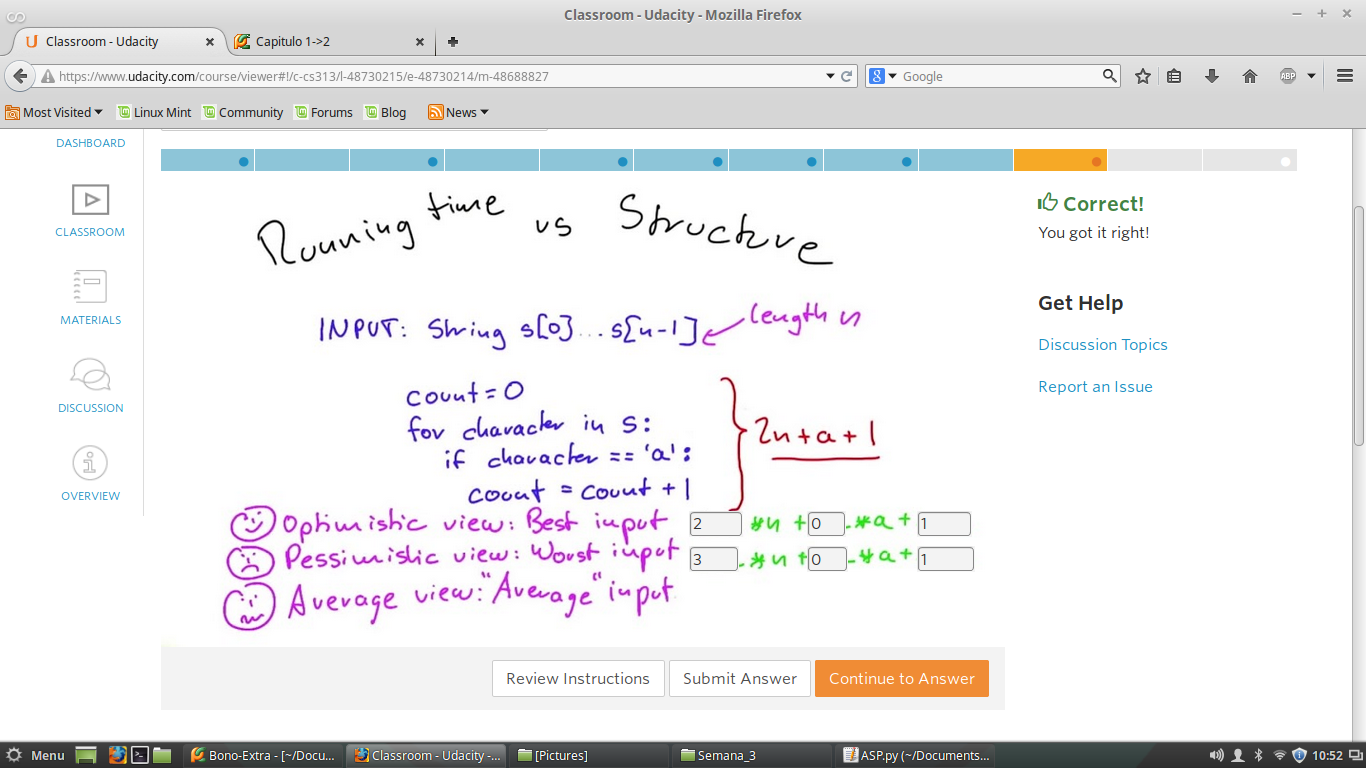 Classroom - Udacity - Mozilla Firefox
Classroom - Udacity
Capitulo 1->2
https://www.udacity.com/course/viewer#!/c-cs313/l-48730215/e-48730214/m-48688827
Google
ABP
Most Visited
Linux Mint
Community
Forums
Blog
News
DASHBOARD
CLASSROOM
MATERIALS
DISCUSSION
OVERVIEW
Running time vs Structure
INPUT: String s[0]...s[n-1] length n
count = 0
for character in s:
if character == 'a':
count = count + 1
2n + a + 1
Optimistic view: Best input 2 *n + 0 .*a + 1
Pessimistic view: Worst input 3 .*n + 0 .*a + 1
Average view: "Average" input
Correct!
You got it right!
Get Help
Discussion Topics
Report an Issue
Review Instructions
Submit Answer
Continue to Answer
Menu
Bono-Extra - [~/Docu...
Classroom - Udacity -...
[Pictures]
Semana_3
ASP.py (~/Documents...
10:52